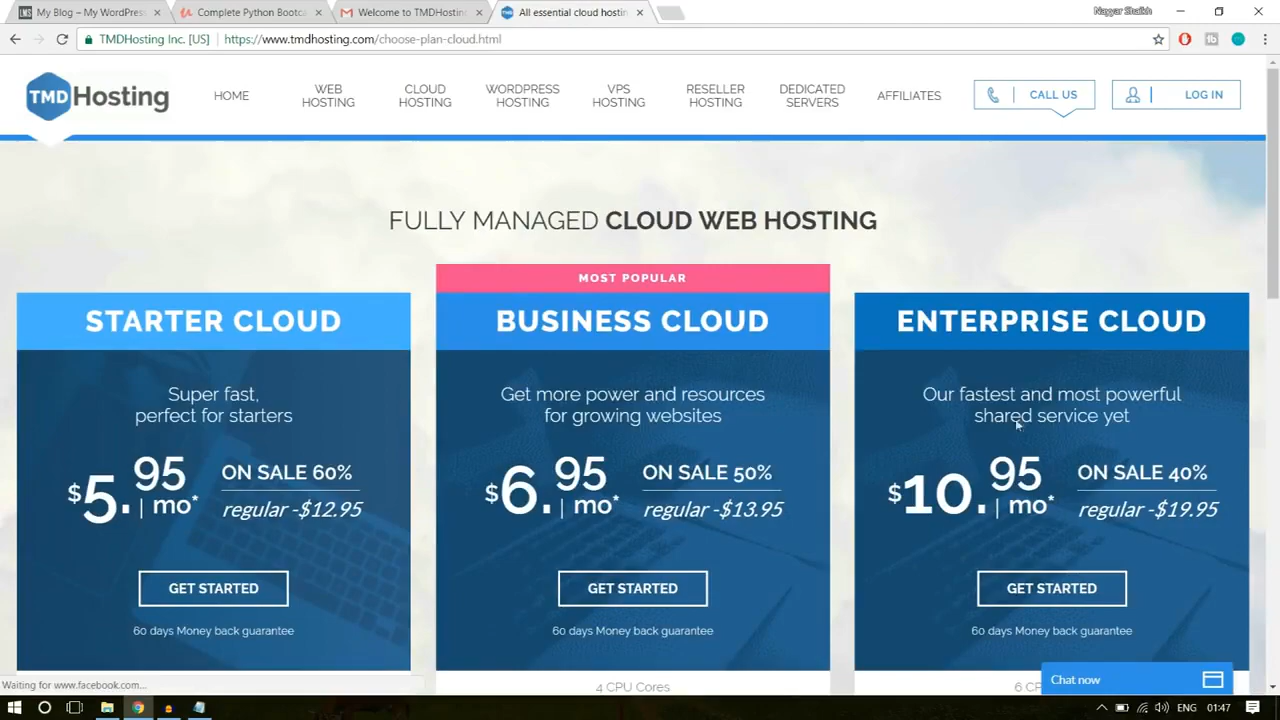 My Blog – My WordPress
Complete Python Bootca
Welcome to TMDHosting
All essential cloud hosting
Nayyar Shaikh
TMDHosting Inc. [US]
https://www.tmdhosting.com/choose-plan-cloud.html
TMDHosting
HOME
WEB
HOSTING
CLOUD
HOSTING
WORDPRESS
HOSTING
VPS
HOSTING
RESELLER
HOSTING
DEDICATED
SERVERS
AFFILIATES
CALL US
LOG IN
FULLY MANAGED CLOUD WEB HOSTING
MOST POPULAR
STARTER CLOUD
Super fast,
perfect for starters
$5.95 | mo*
ON SALE 60%
regular -$12.95
GET STARTED
60 days Money back guarantee
BUSINESS CLOUD
Get more power and resources
for growing websites
$6.95 | mo*
ON SALE 50%
regular -$13.95
GET STARTED
60 days Money back guarantee
4 CPU Cores
ENTERPRISE CLOUD
Our fastest and most powerful
shared service yet
$10.95 | mo*
ON SALE 40%
regular -$19.95
GET STARTED
60 days Money back guarantee
Chat now
Waiting for www.facebook.com...
ENG
01:47